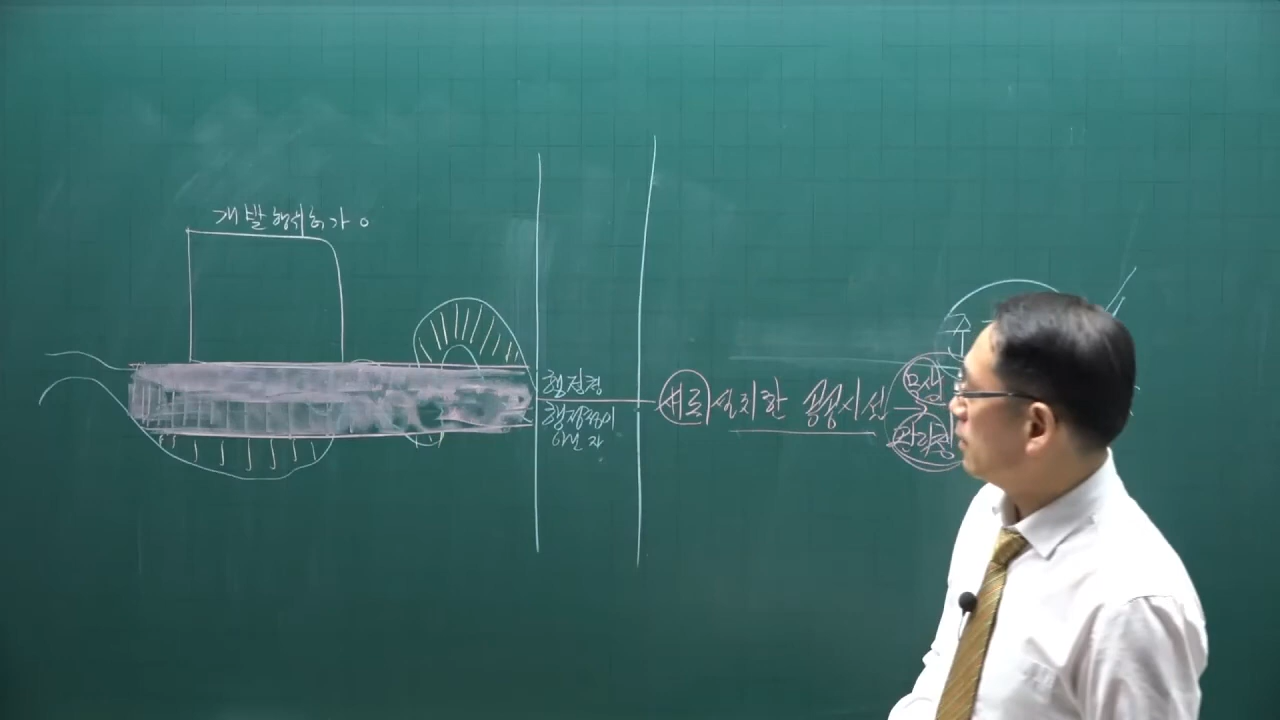 개발행위허가 ○
행정청
행정청이
아닌 자
새로 설치한 공공시설
무상
관리청